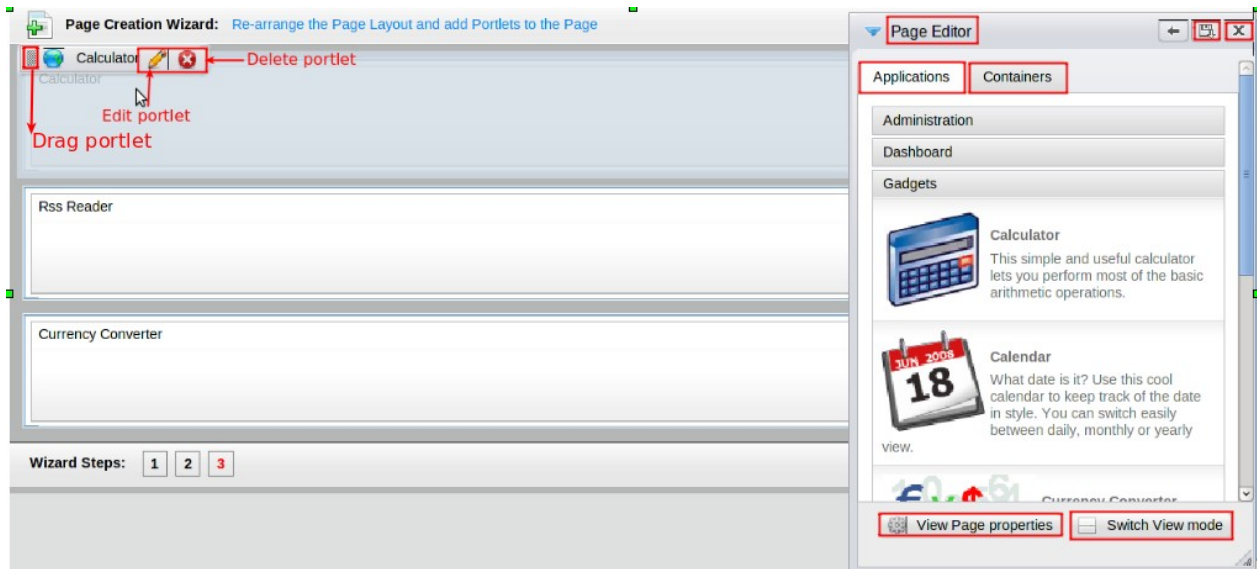 Page Creation Wizard: Re-arrange the Page Layout and add Portlets to the Page
Calculator
Delete portlet
Calculator
Edit portlet
Drag portlet
Rss Reader
Currency Converter
Wizard Steps: 1 2 3
Page Editor
Applications Containers
Administration
Dashboard
Gadgets
Calculator
This simple and useful calculator
lets you perform most of the basic
arithmetic operations.
JUN 2008
18
Calendar
What date is it? Use this cool
calendar to keep track of the date
in style. You can switch easily
between daily, monthly or yearly
view.
Currency Converter
View Page properties
Switch View mode